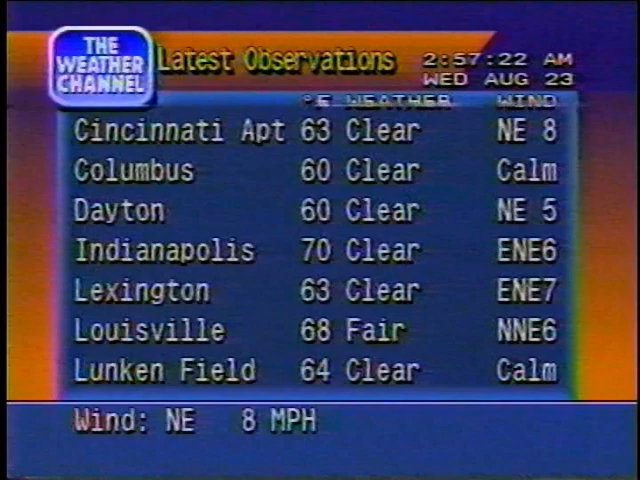 THE
WEATHER
CHANNEL
Latest Observations
2:57:22 AM
WED AUG 23
°F WEATHER WIND
Cincinnati Apt 63 Clear NE 8
Columbus 60 Clear Calm
Dayton 60 Clear NE 5
Indianapolis 70 Clear ENE6
Lexington 63 Clear ENE7
Louisville 68 Fair NNE6
Lunken Field 64 Clear Calm
Wind: NE 8 MPH